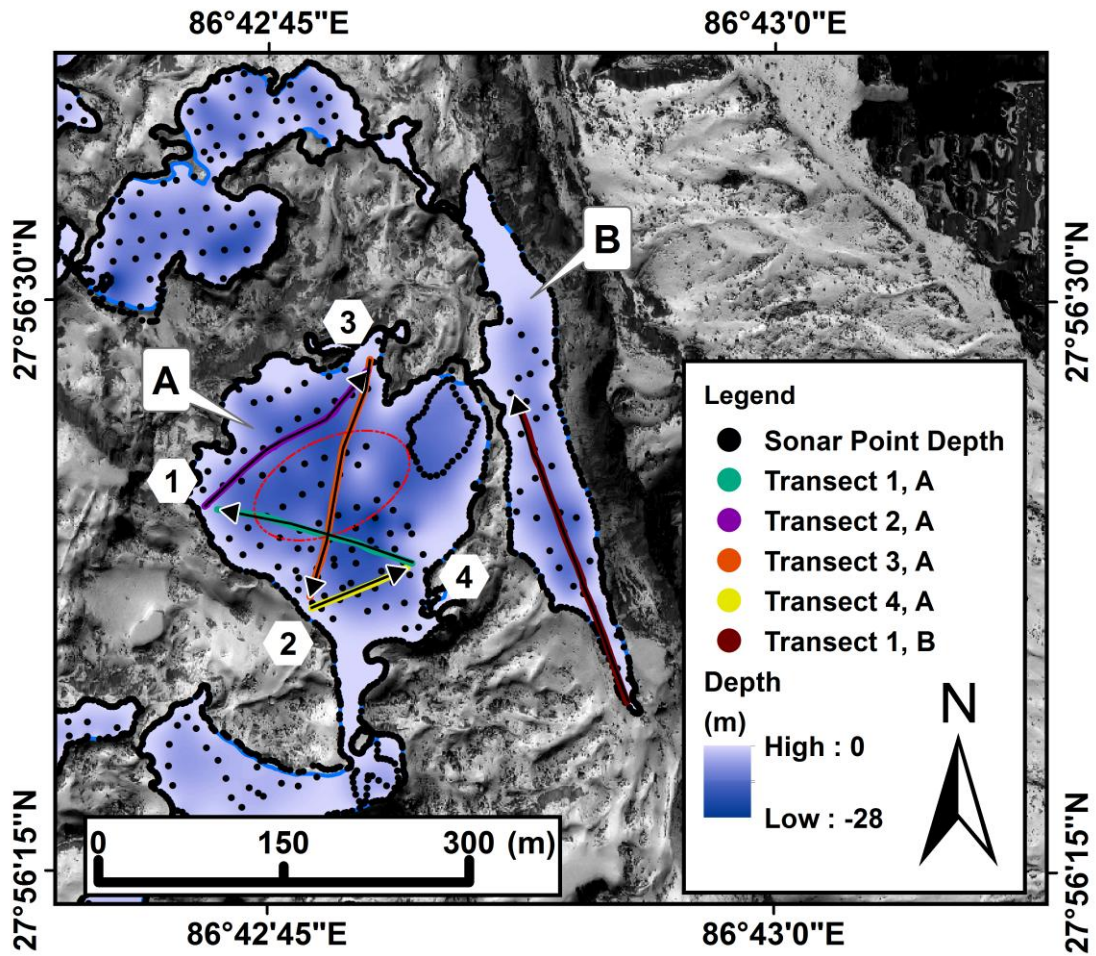 86°42'45"E 86°43'0"E
27°56'30"N
27°56'30"N
B
3
A
1
4
2
Legend
Sonar Point Depth
Transect 1, A
Transect 2, A
Transect 3, A
Transect 4, A
Transect 1, B
Depth
(m)
High : 0
Low : -28
N
0 150 300 (m)
27°56'15"N
27°56'15"N
86°42'45"E 86°43'0"E